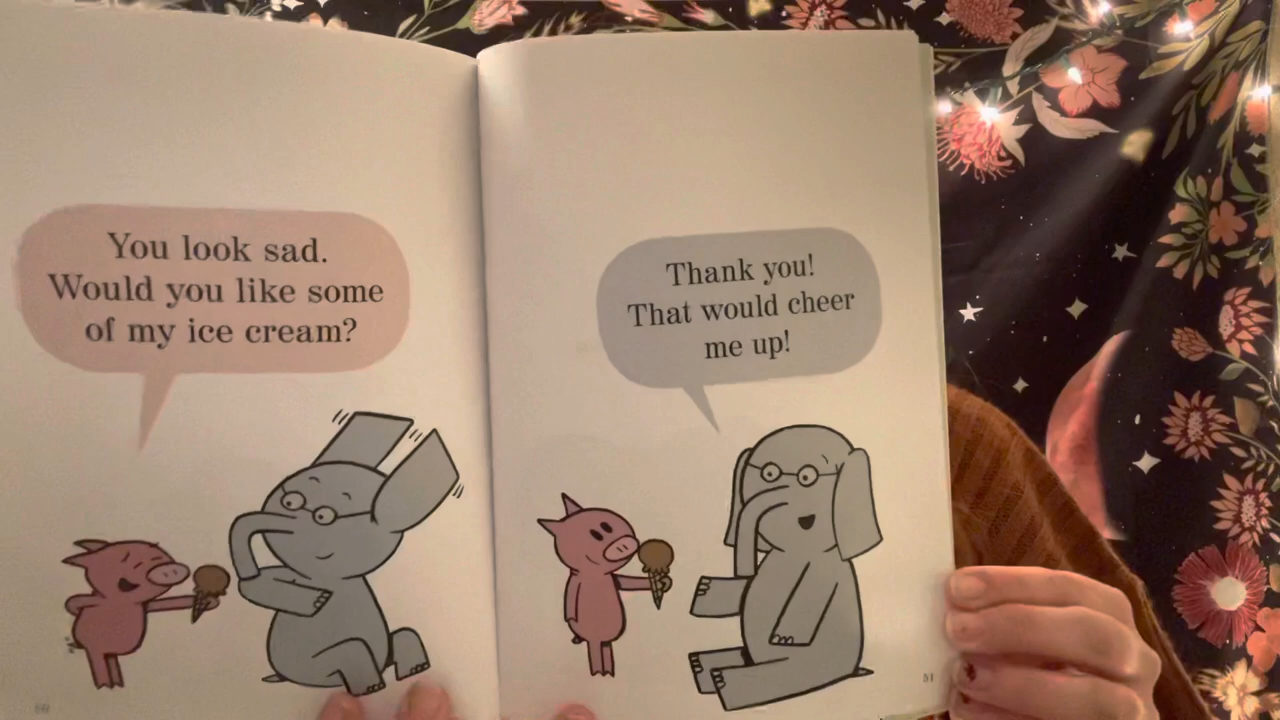 You look sad.
Would you like some
of my ice cream?
Thank you!
That would cheer
me up!
51